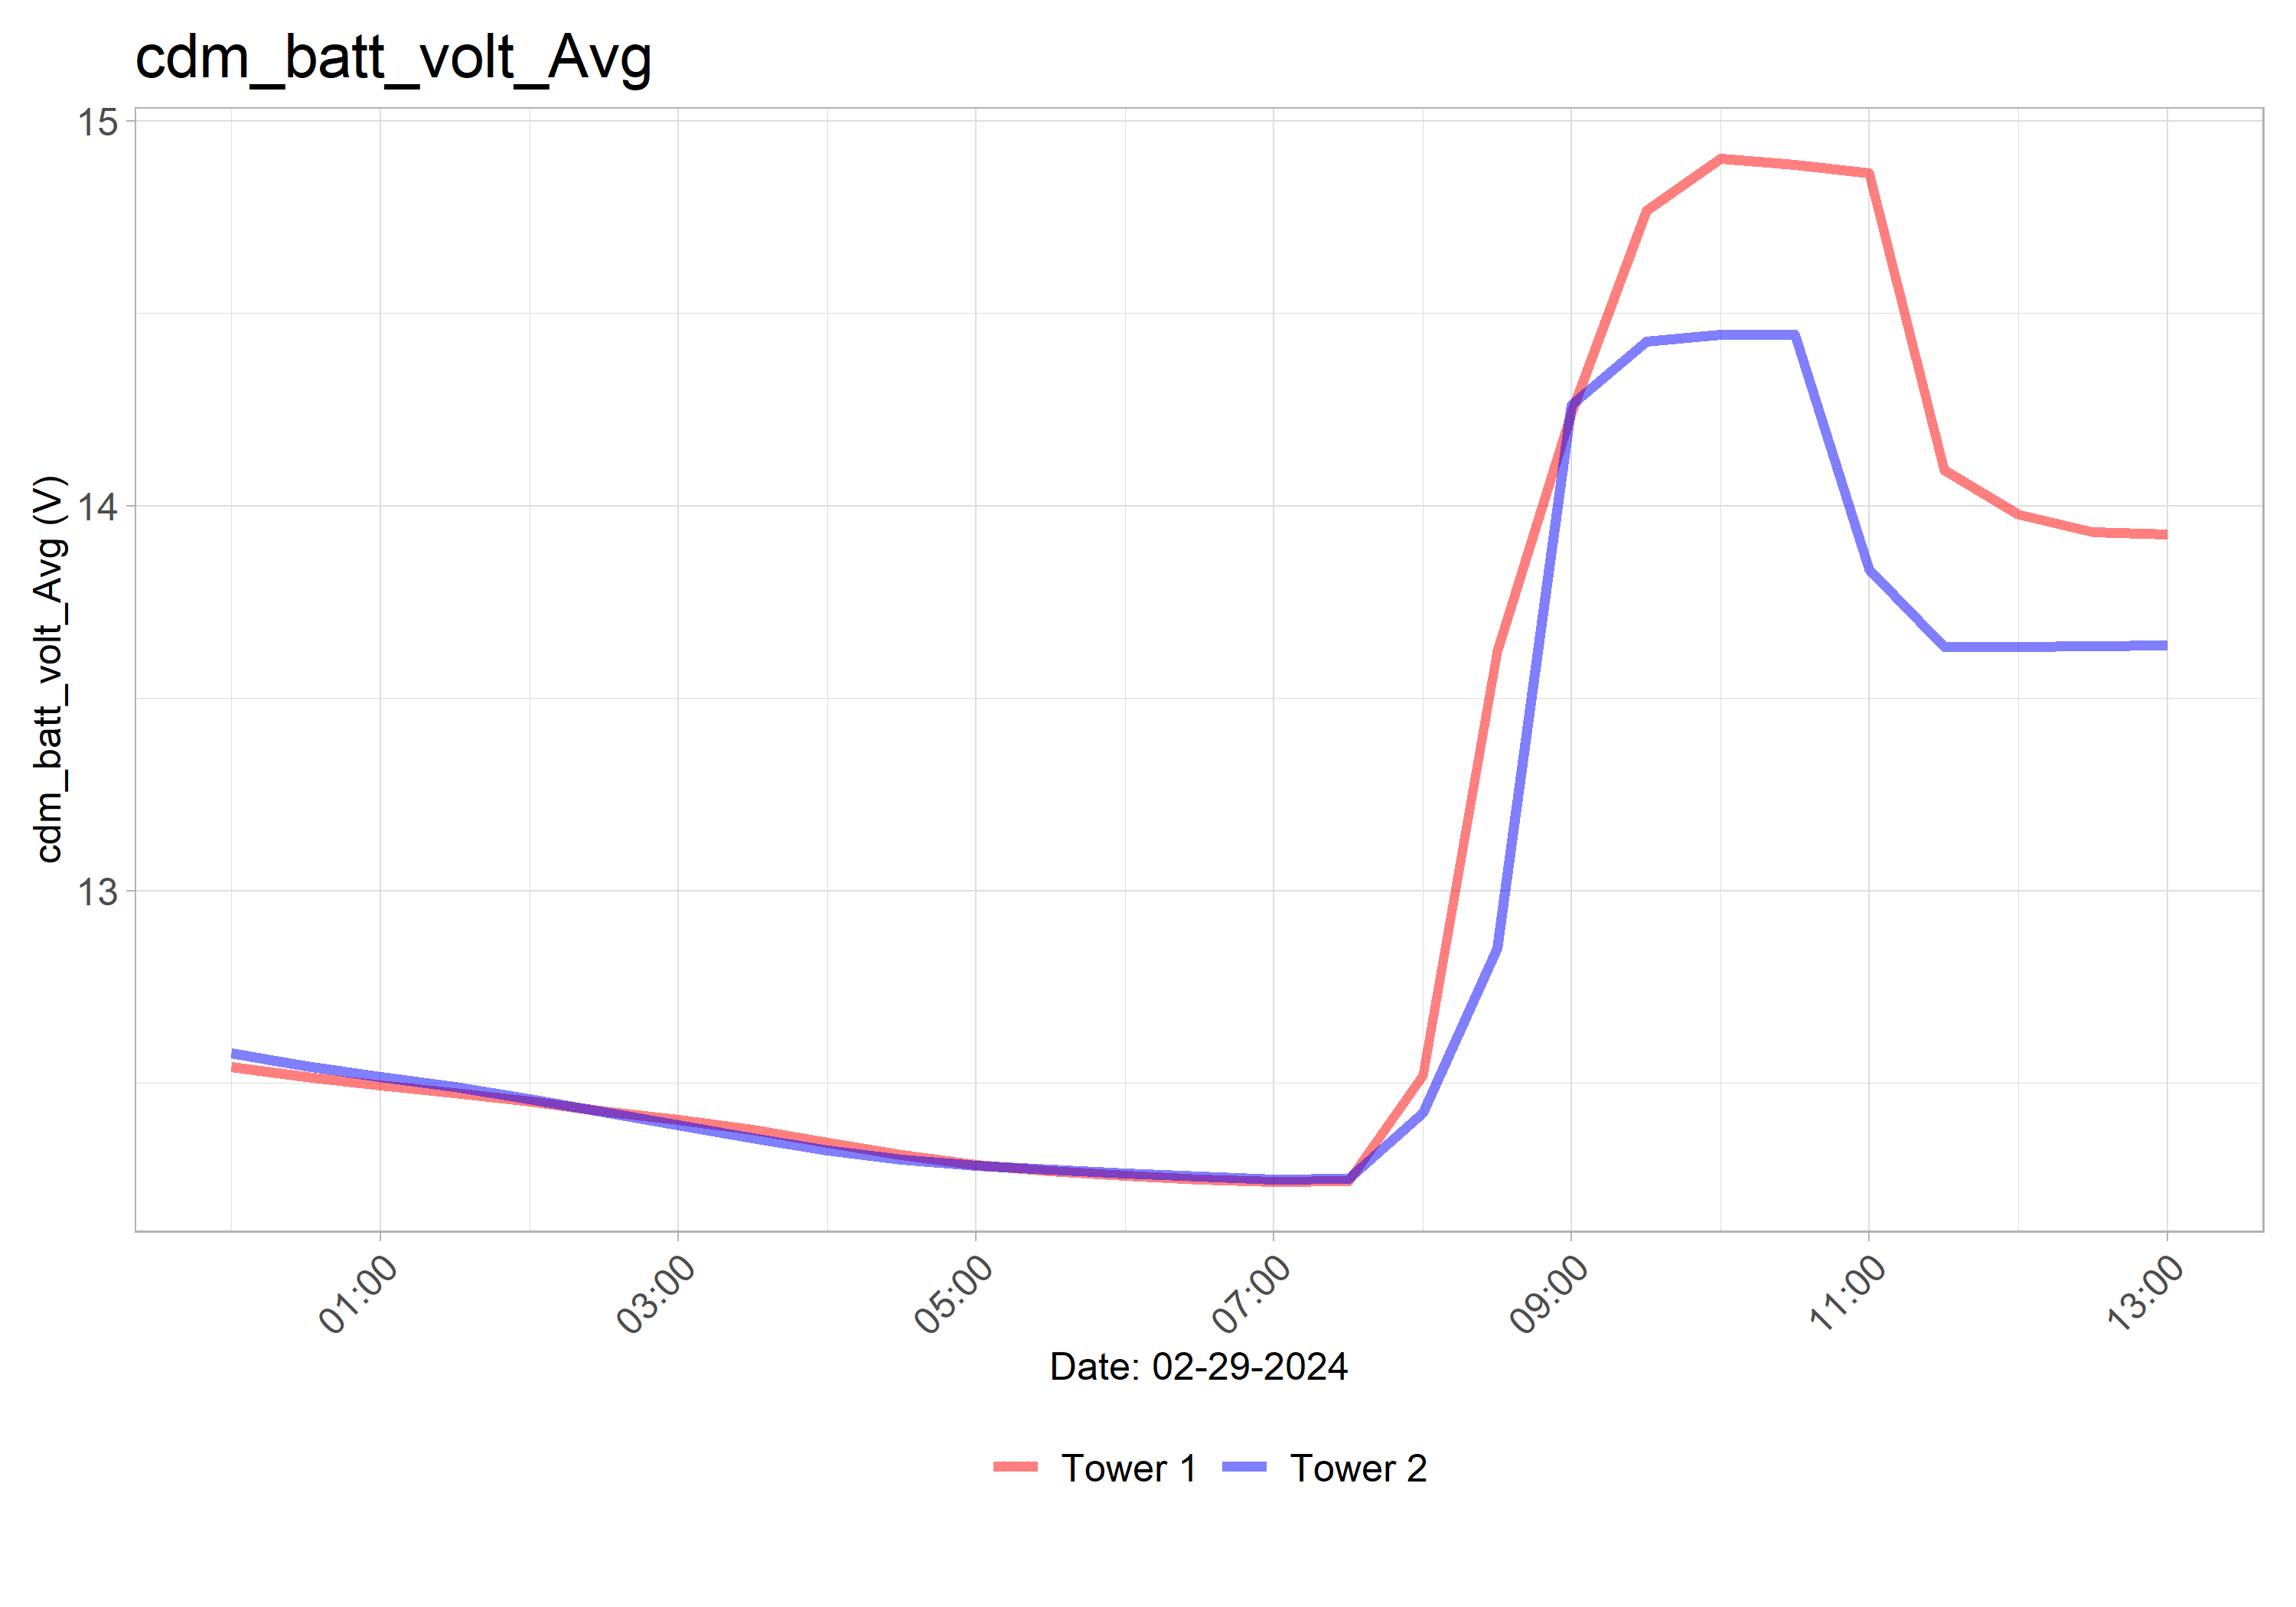 cdm_batt_volt_Avg
cdm_batt_volt_Avg (V)
15
14
13
01:00
03:00
05:00
07:00
09:00
11:00
13:00
Date: 02-29-2024
Tower 1
Tower 2